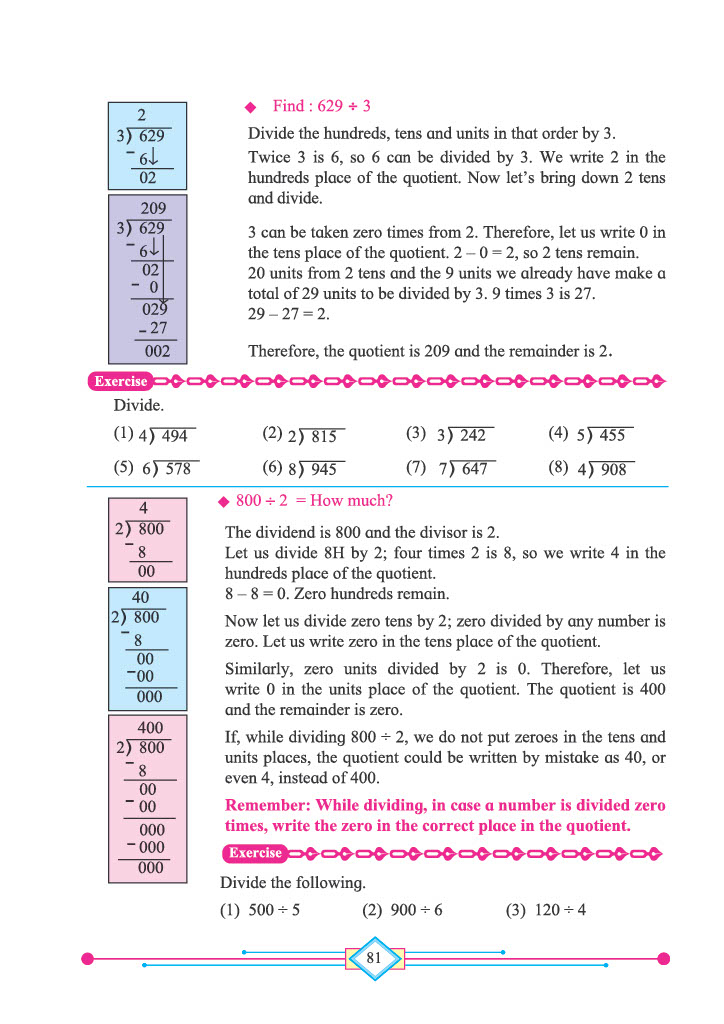 ◆ Find : 629 ÷ 3
2
3) 629
- 6↓
02
Divide the hundreds, tens and units in that order by 3.
Twice 3 is 6, so 6 can be divided by 3. We write 2 in the
hundreds place of the quotient. Now let's bring down 2 tens
and divide.
209
3) 629
- 6↓
02
- 0
029
- 27
002
3 can be taken zero times from 2. Therefore, let us write 0 in
the tens place of the quotient. 2 – 0 = 2, so 2 tens remain.
20 units from 2 tens and the 9 units we already have make a
total of 29 units to be divided by 3. 9 times 3 is 27.
29 – 27 = 2.
Therefore, the quotient is 209 and the remainder is 2.
Exercise
Divide.
(1) 4) 494 (2) 2) 815 (3) 3) 242 (4) 5) 455
(5) 6) 578 (6) 8) 945 (7) 7) 647 (8) 4) 908
◆ 800 ÷ 2 = How much?
4
2) 800
- 8
00
The dividend is 800 and the divisor is 2.
Let us divide 8H by 2; four times 2 is 8, so we write 4 in the
hundreds place of the quotient.
8 – 8 = 0. Zero hundreds remain.
40
2) 800
- 8
00
-00
000
Now let us divide zero tens by 2; zero divided by any number is
zero. Let us write zero in the tens place of the quotient.
Similarly, zero units divided by 2 is 0. Therefore, let us
write 0 in the units place of the quotient. The quotient is 400
and the remainder is zero.
400
2) 800
- 8
00
- 00
000
- 000
000
If, while dividing 800 ÷ 2, we do not put zeroes in the tens and
units places, the quotient could be written by mistake as 40, or
even 4, instead of 400.
Remember: While dividing, in case a number is divided zero
times, write the zero in the correct place in the quotient.
Exercise
Divide the following.
(1) 500 ÷ 5 (2) 900 ÷ 6 (3) 120 ÷ 4
81